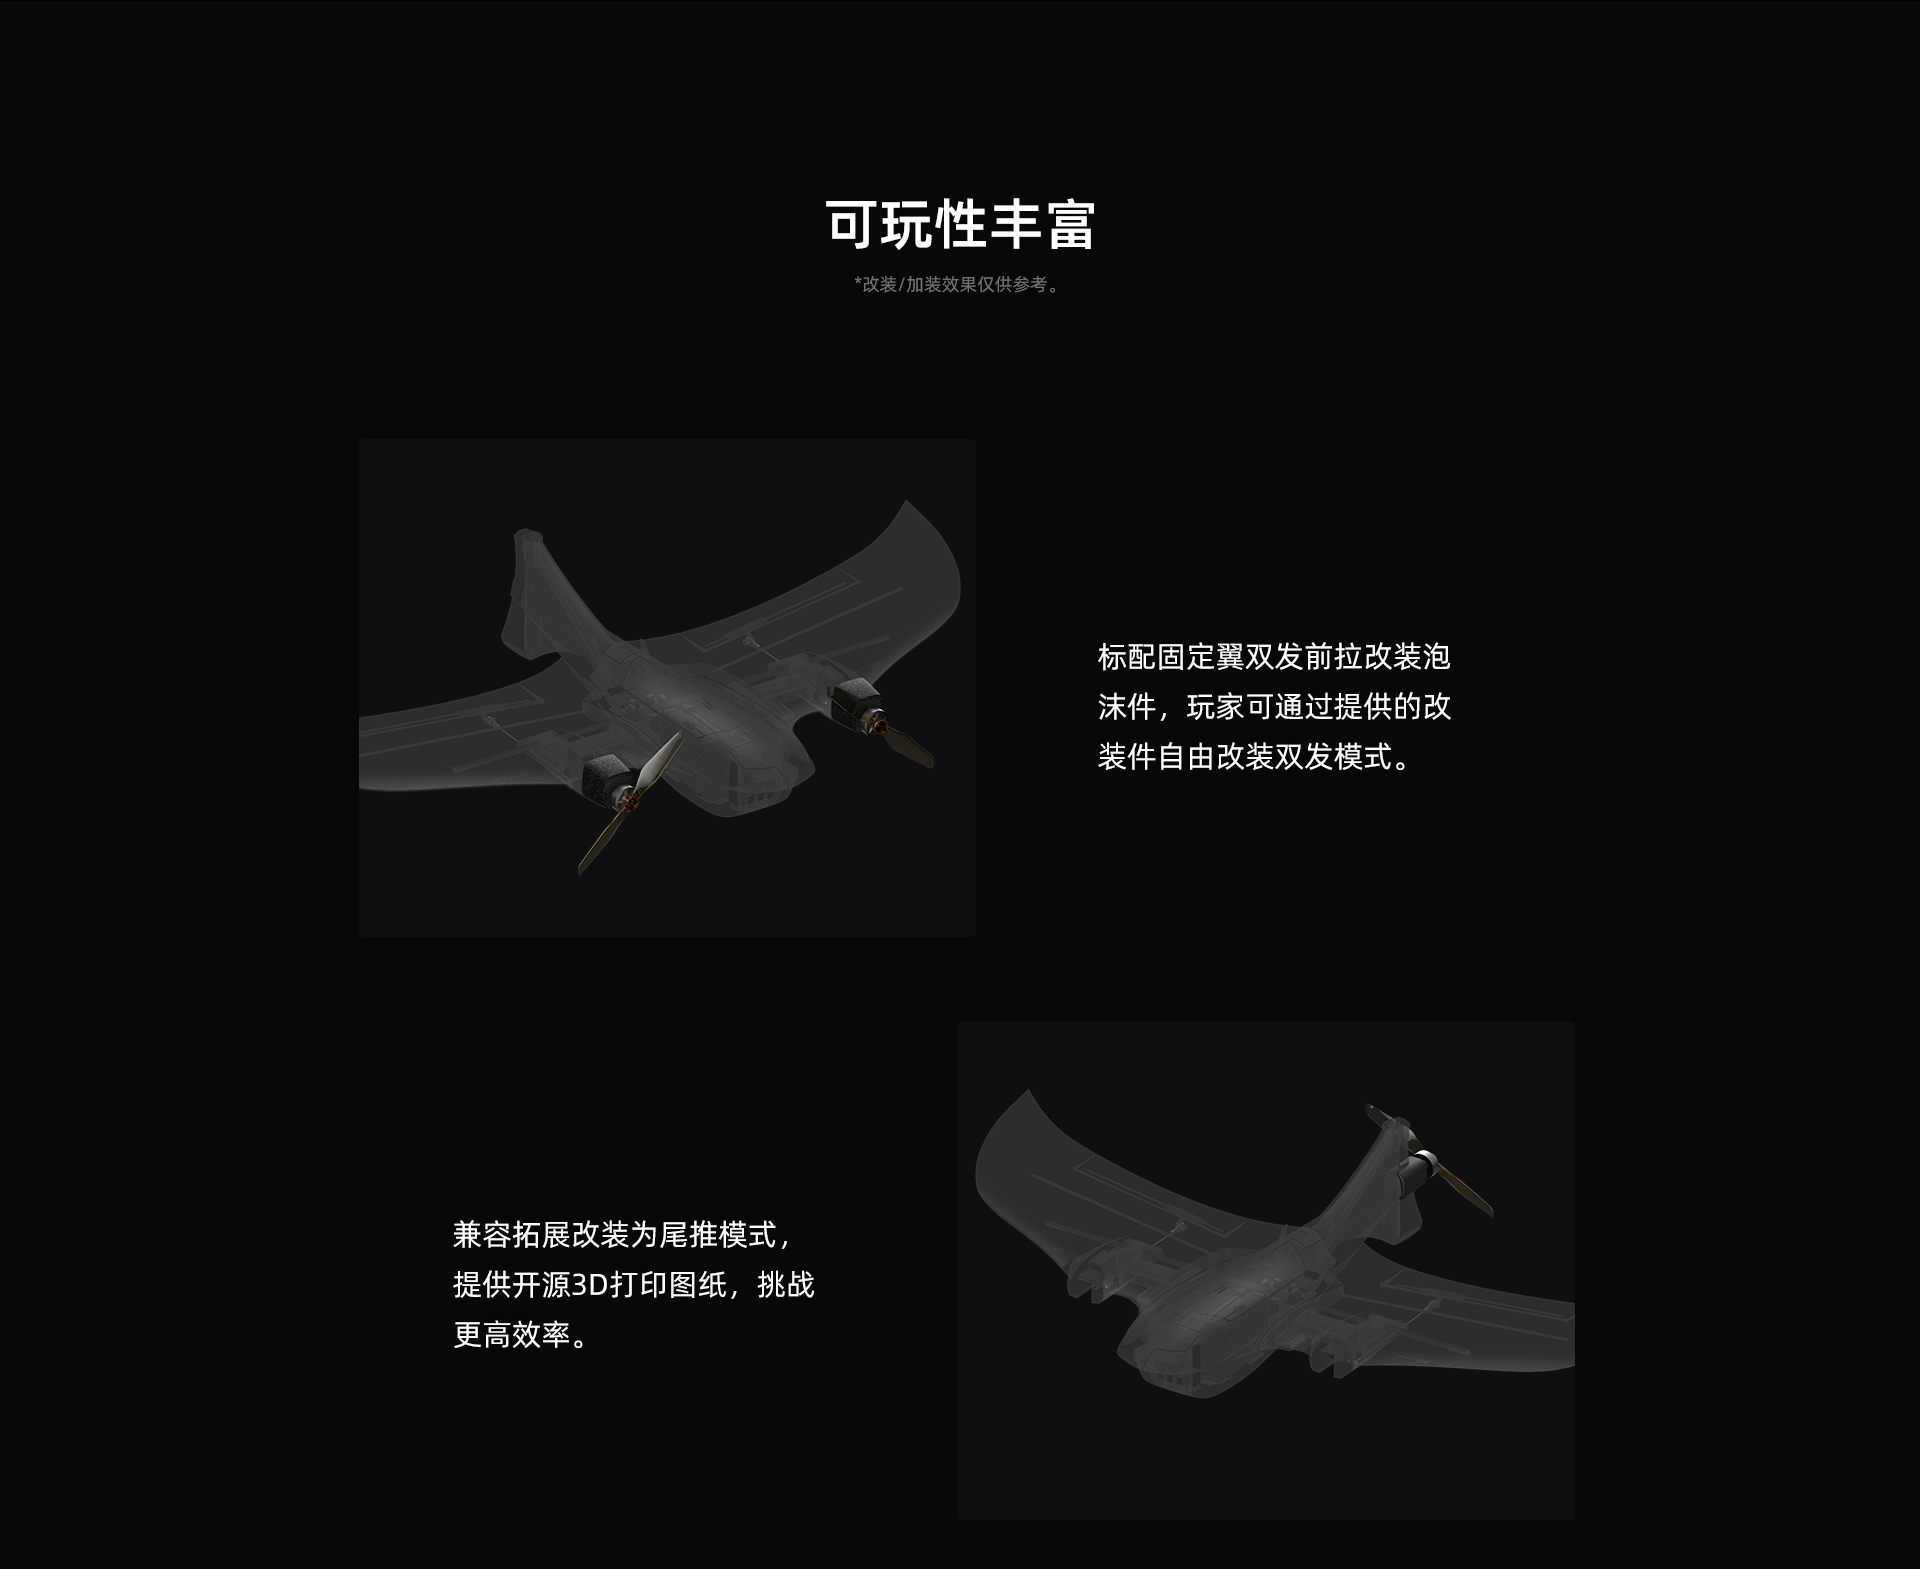 可玩性丰富
*改装/加装效果仅供参考。
标配固定翼双发前拉改装泡
沫件，玩家可通过提供的改
装件自由改装双发模式。
兼容拓展改装为尾推模式，
提供开源3D打印图纸，挑战
更高效率。